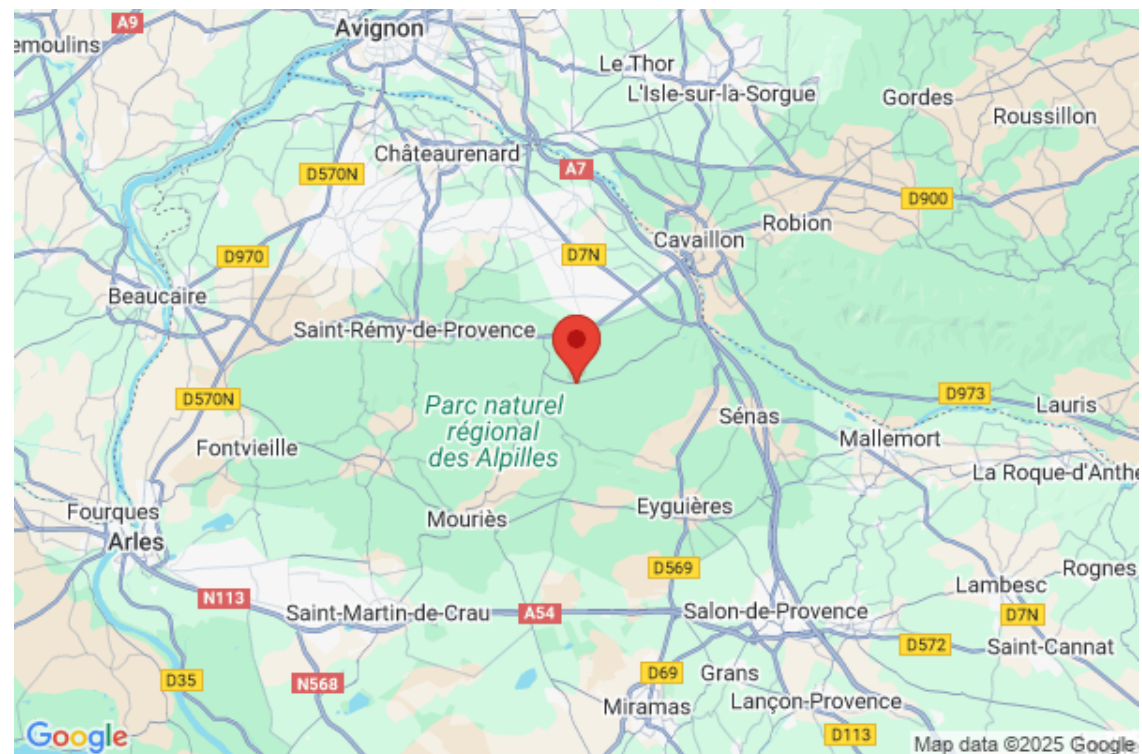 A9
Avignon
emoulins
Le Thor
L'Isle-sur-la-Sorgue
Gordes
Roussillon
Châteaurenard
A7
D570N
D900
Robion
Cavaillon
D970
D7N
Beaucaire
Saint-Rémy-de-Provence
D570N
Parc naturel
régional
des Alpilles
D973
Lauris
Sénas
Mallemort
Fontvieille
La Roque-d'Anthe
Eyguières
Fourques
Mouriès
Arles
D569
Rognes
Lambesc
N113
Saint-Martin-de-Crau
A54
Salon-de-Provence
D7N
D572
Saint-Cannat
D35
N568
D69
Grans
Miramas
Lançon-Provence
D113
Google
Map data ©2025 Google